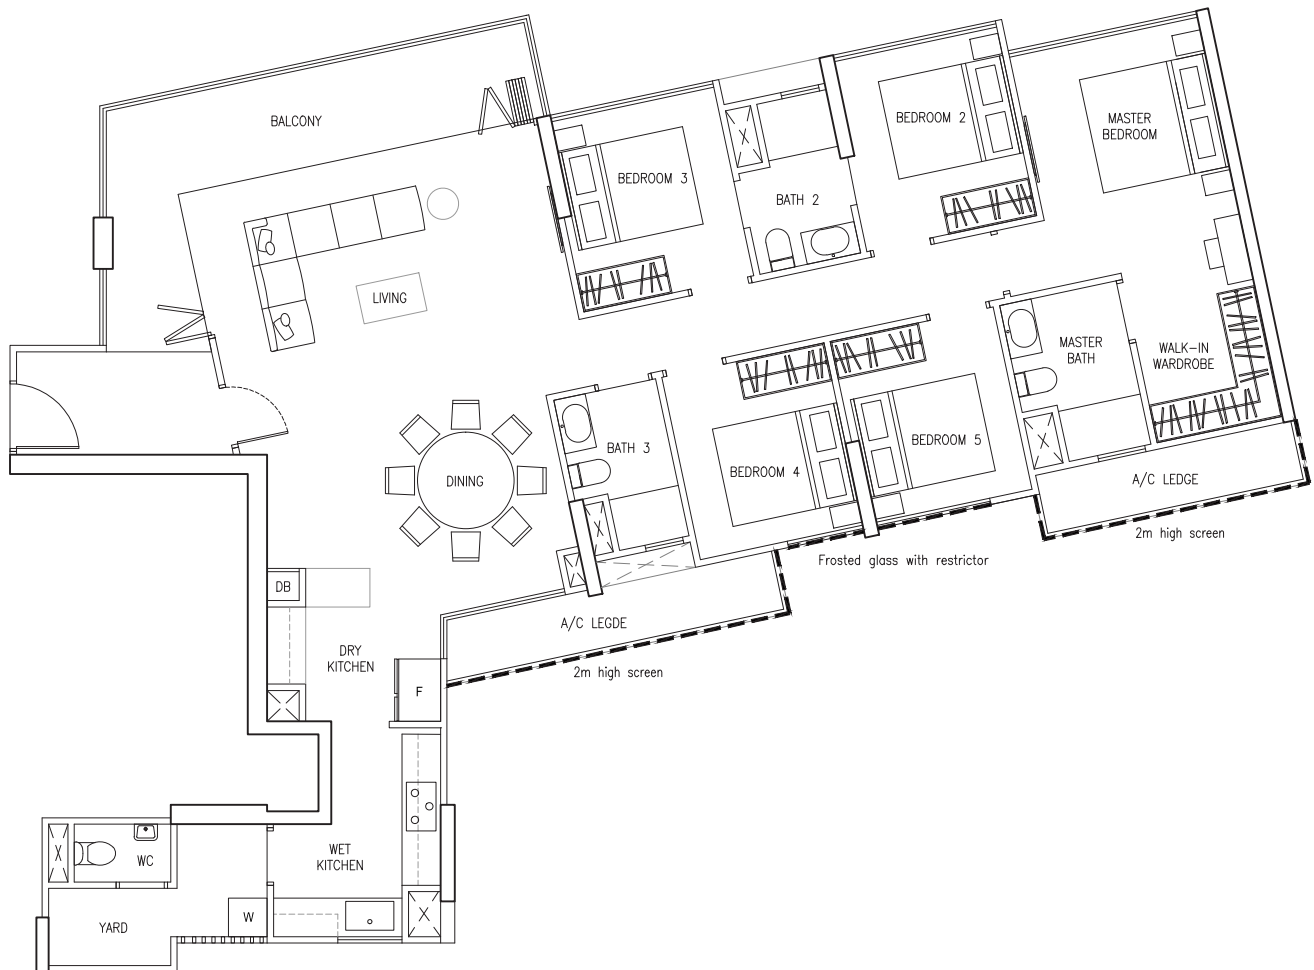 BALCONY
BEDROOM 3
BATH 2
BEDROOM 2
MASTER
BEDROOM
LIVING
MASTER
BATH
WALK-IN
WARDROBE
DINING
BATH 3
BEDROOM 4
BEDROOM 5
A/C LEDGE
2m high screen
Frosted glass with restrictor
DB
A/C LEGDE
2m high screen
DRY
KITCHEN
F
WET
KITCHEN
WC
W
YARD